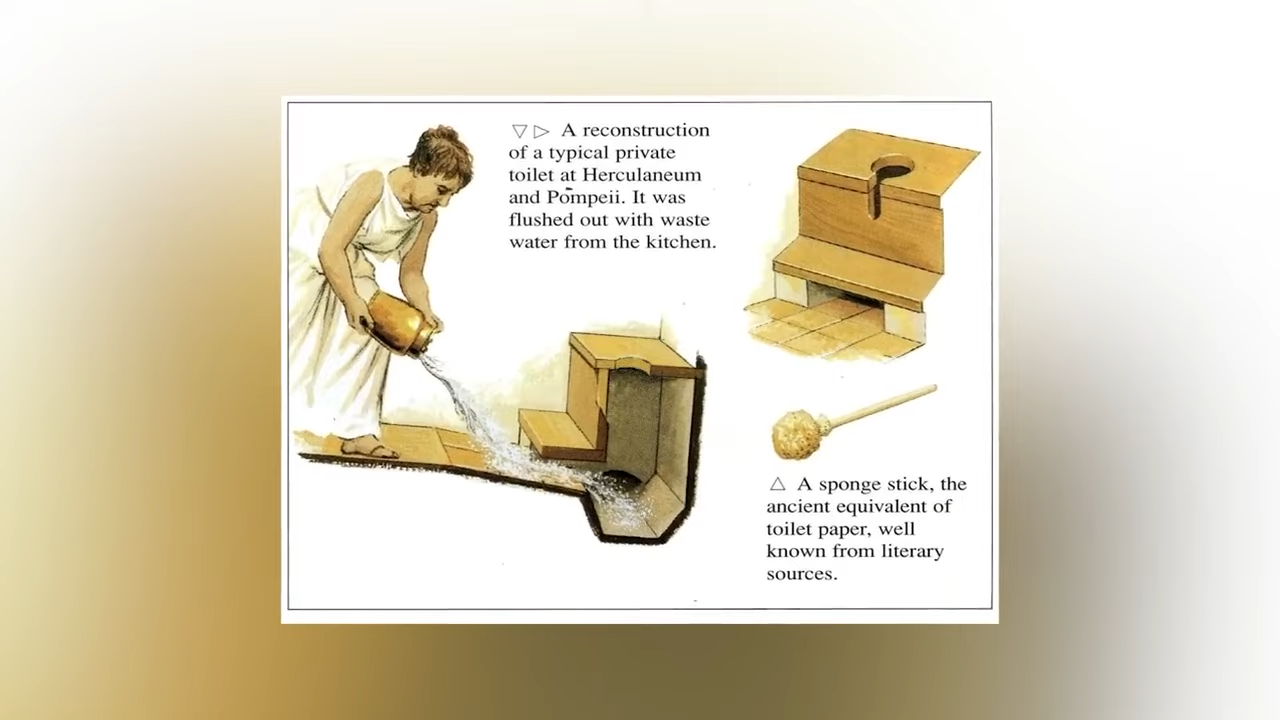 ▽ ▷ A reconstruction
of a typical private
toilet at Herculaneum
and Pompeii. It was
flushed out with waste
water from the kitchen.
△ A sponge stick, the
ancient equivalent of
toilet paper, well
known from literary
sources.